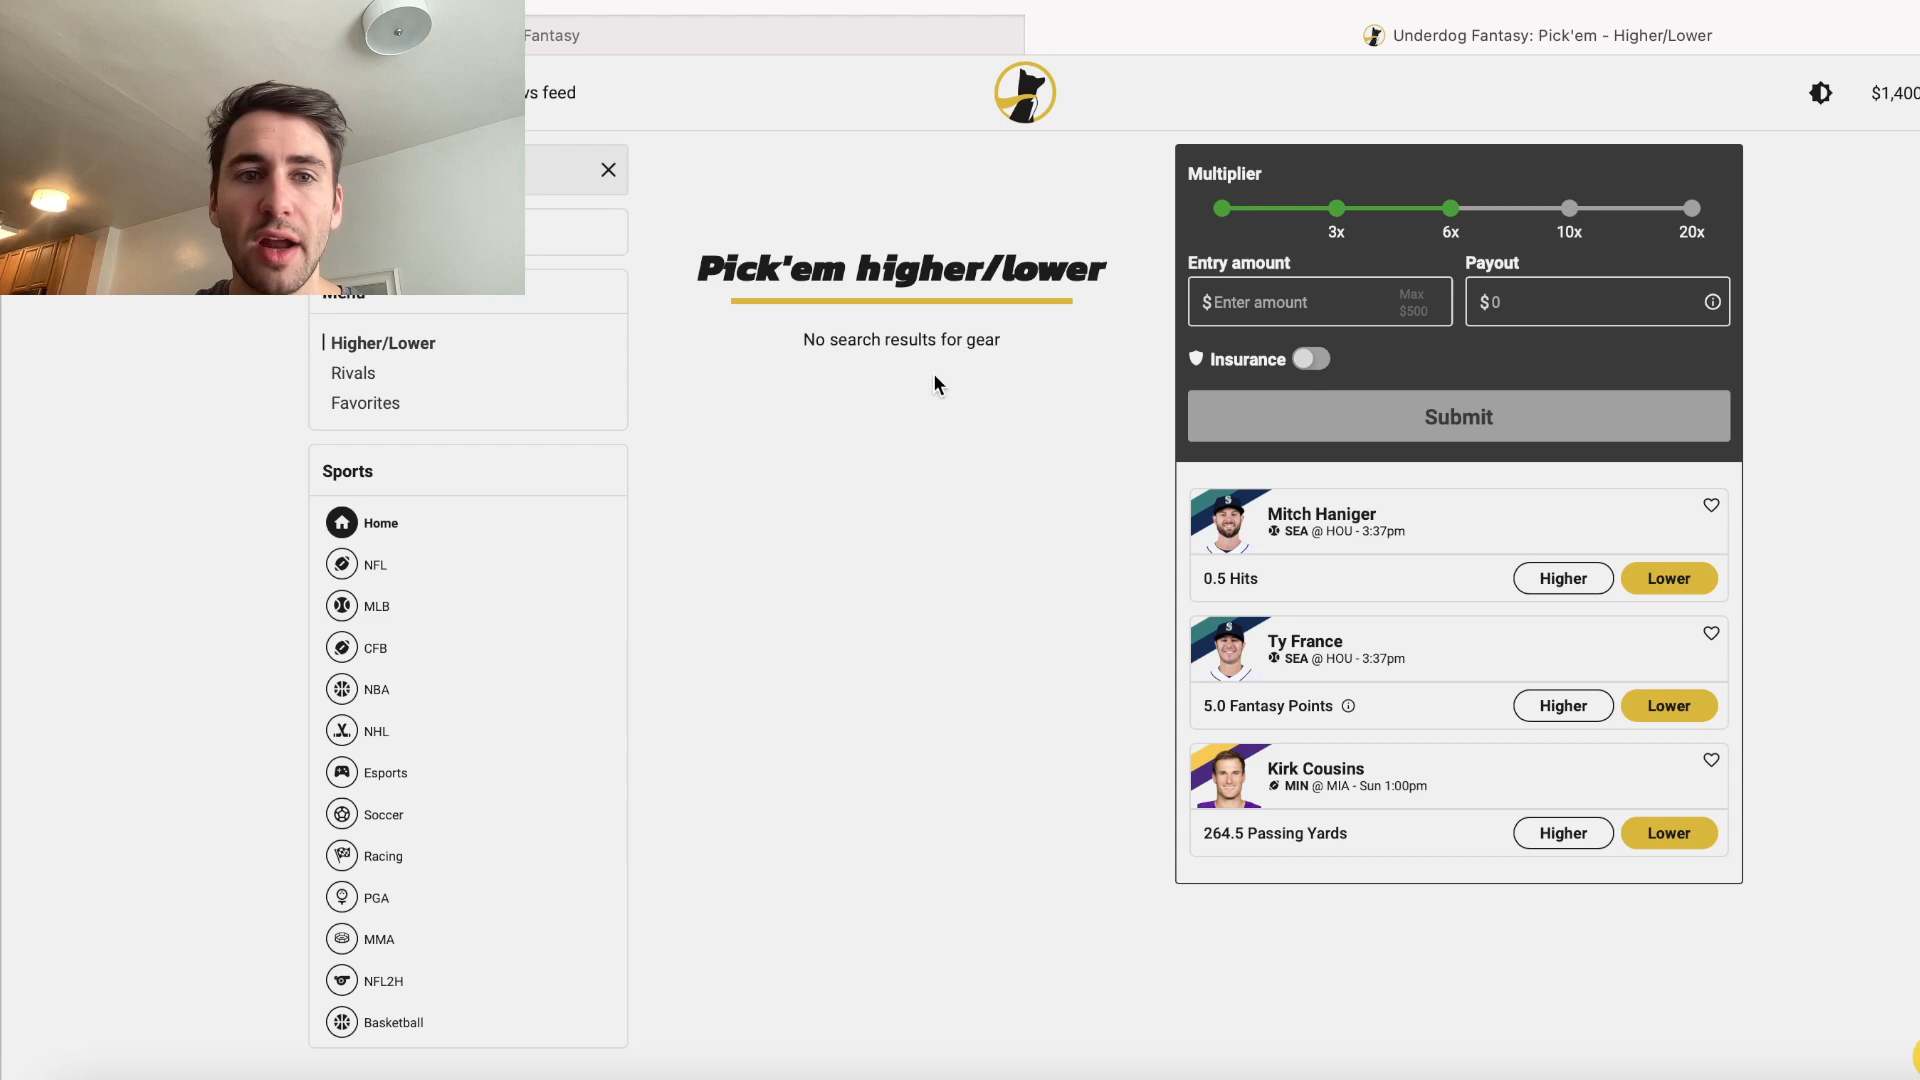 Fantasy
Underdog Fantasy: Pick'em - Higher/Lower
s feed
$1,400
Multiplier
3x
6x
10x
20x
Entry amount
Payout
$ Enter amount
Max
$500
$ 0
Insurance
Submit
Pick'em higher/lower
No search results for gear
Menu
Higher/Lower
Rivals
Favorites
Sports
Home
NFL
MLB
CFB
NBA
NHL
Esports
Soccer
Racing
PGA
MMA
NFL2H
Basketball
Mitch Haniger
SEA @ HOU - 3:37pm
0.5 Hits
Higher
Lower
Ty France
SEA @ HOU - 3:37pm
5.0 Fantasy Points
Higher
Lower
Kirk Cousins
MIN @ MIA - Sun 1:00pm
264.5 Passing Yards
Higher
Lower